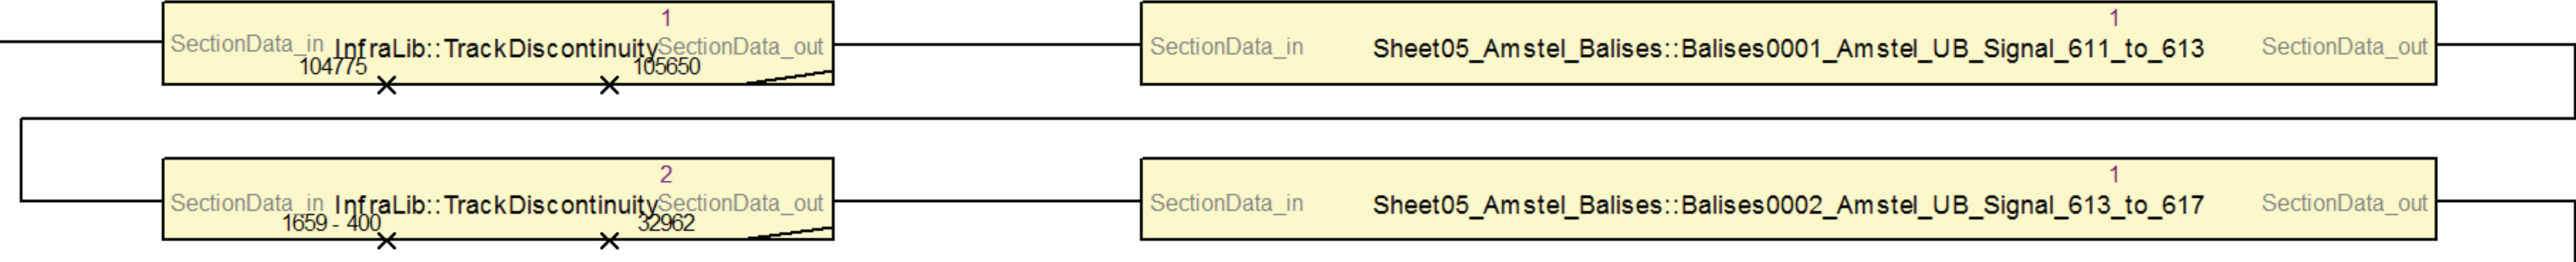 1
1
SectionData_in InfraLib::TrackDiscontinuity SectionData_out
SectionData_in Sheet05_Amstel_Balises::Balises0001_Amstel_UB_Signal_611_to_613 SectionData_out
104775 105650
2
1
SectionData_in InfraLib::TrackDiscontinuity SectionData_out
SectionData_in Sheet05_Amstel_Balises::Balises0002_Amstel_UB_Signal_613_to_617 SectionData_out
1659 - 400 32962